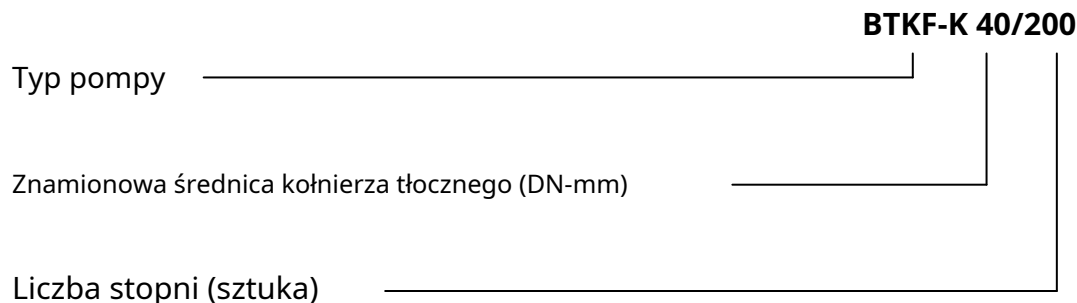 BTKF-K 40/200
Typ pompy
Znamionowa średnica kołnierza tłocznego (DN-mm)
Liczba stopni (sztuka)